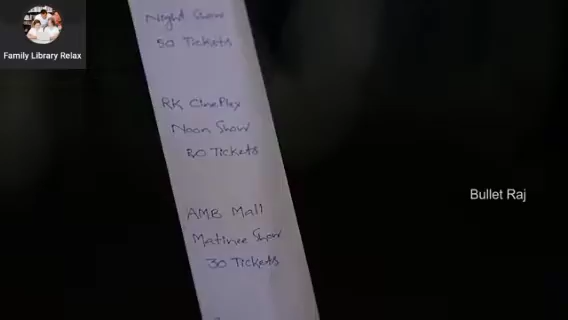 Family Library Relax
Night Show
50 Tickets
RK CinePlex
Noon Show
80 Tickets
AMB Mall
Matinee Show
30 Tickets
Bullet Raj